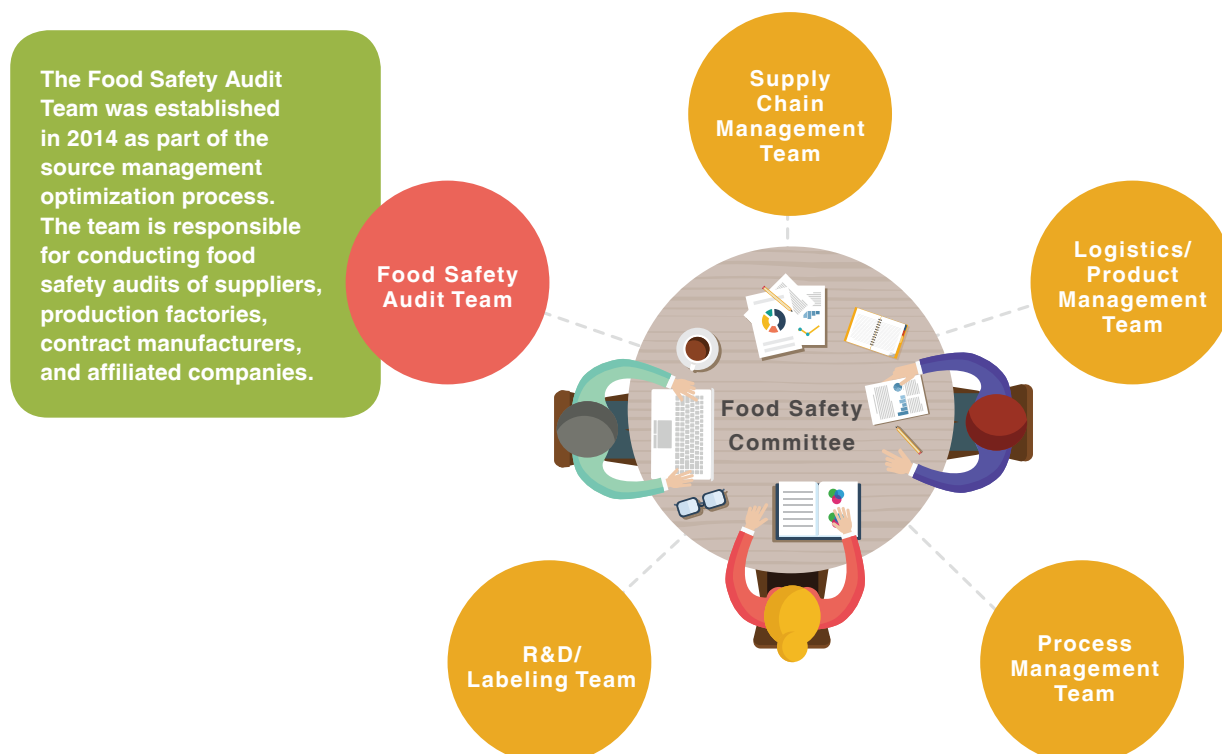 The Food Safety Audit
Team was established
in 2014 as part of the
source management
optimization process.
The team is responsible
for conducting food
safety audits of suppliers,
production factories,
contract manufacturers,
and affiliated companies.
Food Safety
Audit Team
Supply
Chain
Management
Team
Logistics/
Product
Management
Team
Food Safety
Committee
R&D/
Labeling Team
Process
Management
Team